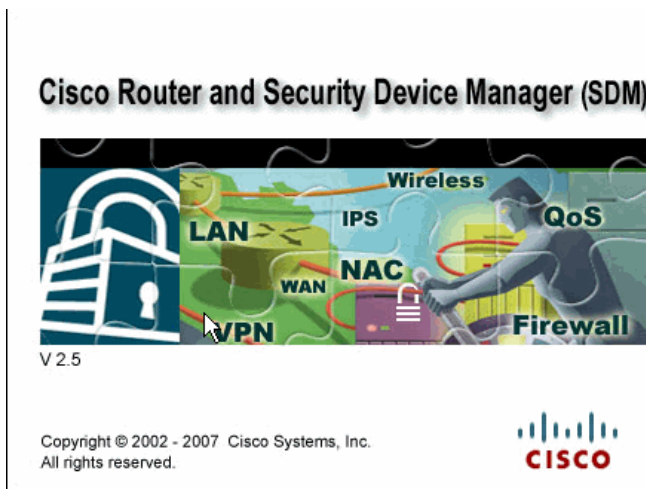 Cisco Router and Security Device Manager (SDM)
Wireless
LAN
IPS
QoS
NAC
WAN
VPN
Firewall
V 2.5
Copyright © 2002 - 2007 Cisco Systems, Inc.
All rights reserved.
CISCO